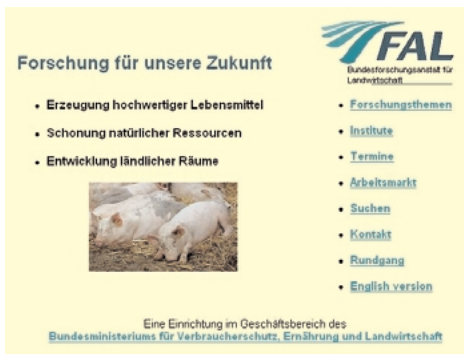 FAL
Bundesforschungsanstalt für
Landwirtschaft
Forschung für unsere Zukunft
Erzeugung hochwertiger Lebensmittel
Schonung natürlicher Ressourcen
Entwicklung ländlicher Räume
Forschungsthemen
Institute
Termine
Arbeitsmarkt
Suchen
Kontakt
Rundgang
English version
Eine Einrichtung im Geschäftsbereich des
Bundesministeriums für Verbraucherschutz, Ernährung und Landwirtschaft